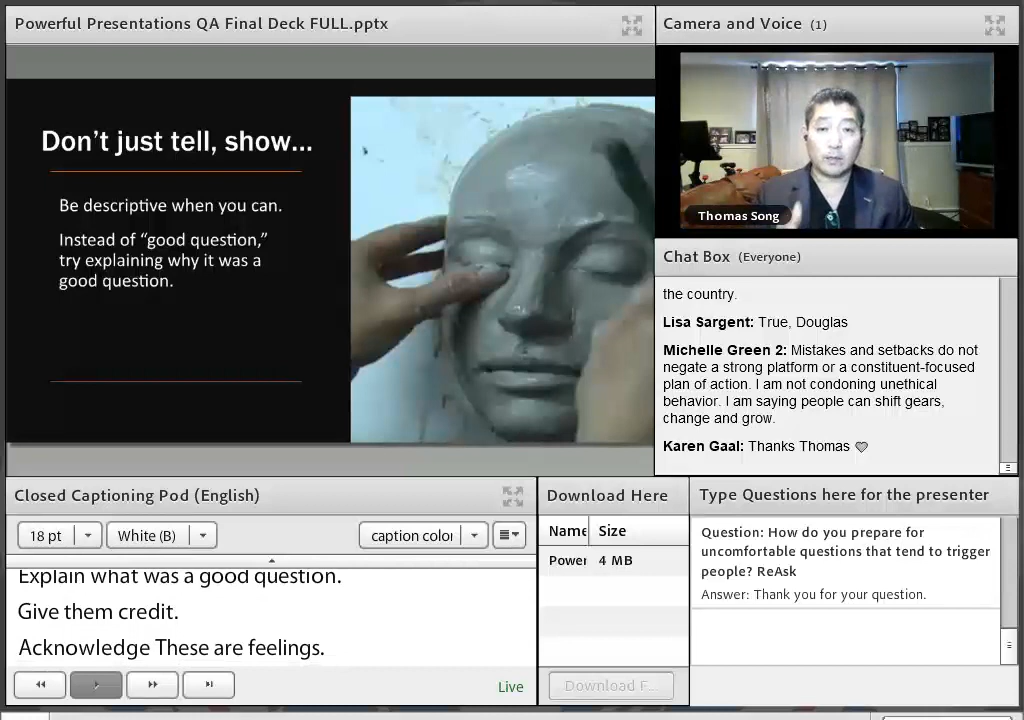 Powerful Presentations QA Final Deck FULL.pptx
Don't just tell, show...
Be descriptive when you can.
Instead of “good question,”
try explaining why it was a
good question.
Camera and Voice (1)
Thomas Song
Chat Box (Everyone)
the country.
Lisa Sargent: True, Douglas
Michelle Green 2: Mistakes and setbacks do not
negate a strong platform or a constituent-focused
plan of action. I am not condoning unethical
behavior. I am saying people can shift gears,
change and grow.
Karen Gaal: Thanks Thomas
Closed Captioning Pod (English)
18 pt
White (B)
caption color
Explain what was a good question.
Give them credit.
Acknowledge These are feelings.
Live
Download Here
Name Size
Power 4 MB
Download F...
Type Questions here for the presenter
Question: How do you prepare for
uncomfortable questions that tend to trigger
people? ReAsk
Answer: Thank you for your question.